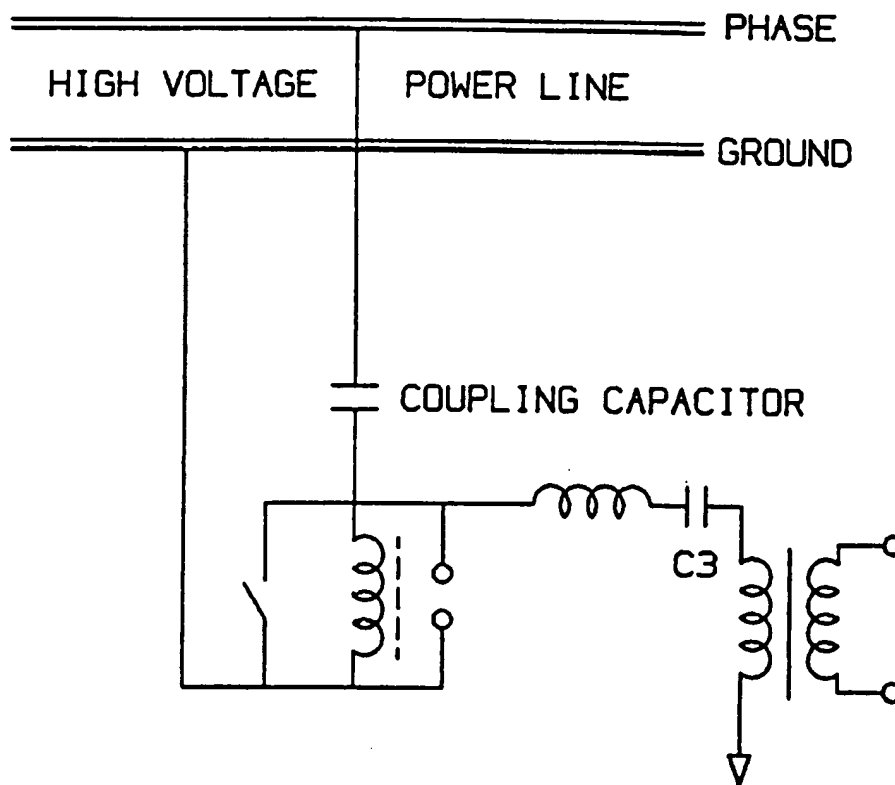 PHASE
HIGH VOLTAGE POWER LINE
GROUND
COUPLING CAPACITOR
C3